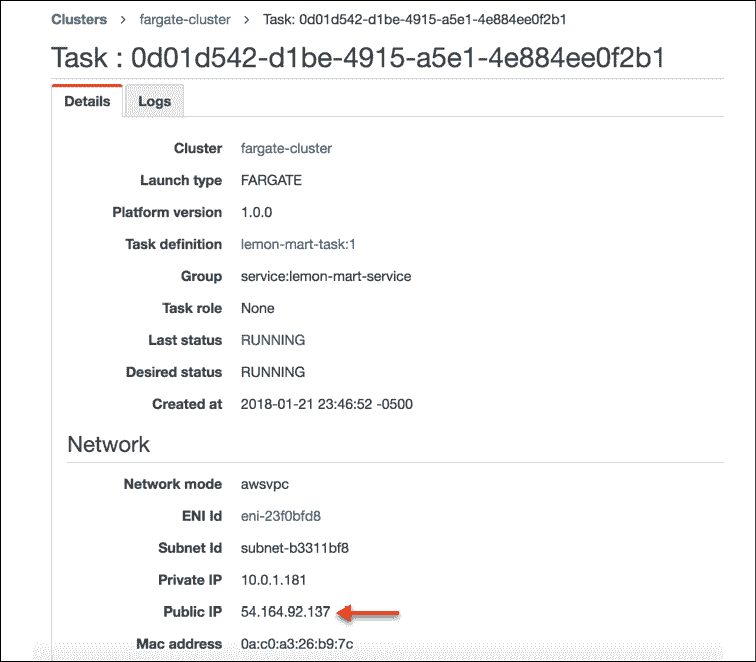 Clusters > fargate-cluster > Task: 0d01d542-d1be-4915-a5e1-4e884ee0f2b1
Task : 0d01d542-d1be-4915-a5e1-4e884ee0f2b1
Details Logs
Cluster fargate-cluster
Launch type FARGATE
Platform version 1.0.0
Task definition lemon-mart-task:1
Group service:lemon-mart-service
Task role None
Last status RUNNING
Desired status RUNNING
Created at 2018-01-21 23:46:52 -0500
Network
Network mode awsvpc
ENI Id eni-23f0bfd8
Subnet Id subnet-b3311bf8
Private IP 10.0.1.181
Public IP 54.164.92.137
Mac address 0a:c0:a3:26:b9:7c